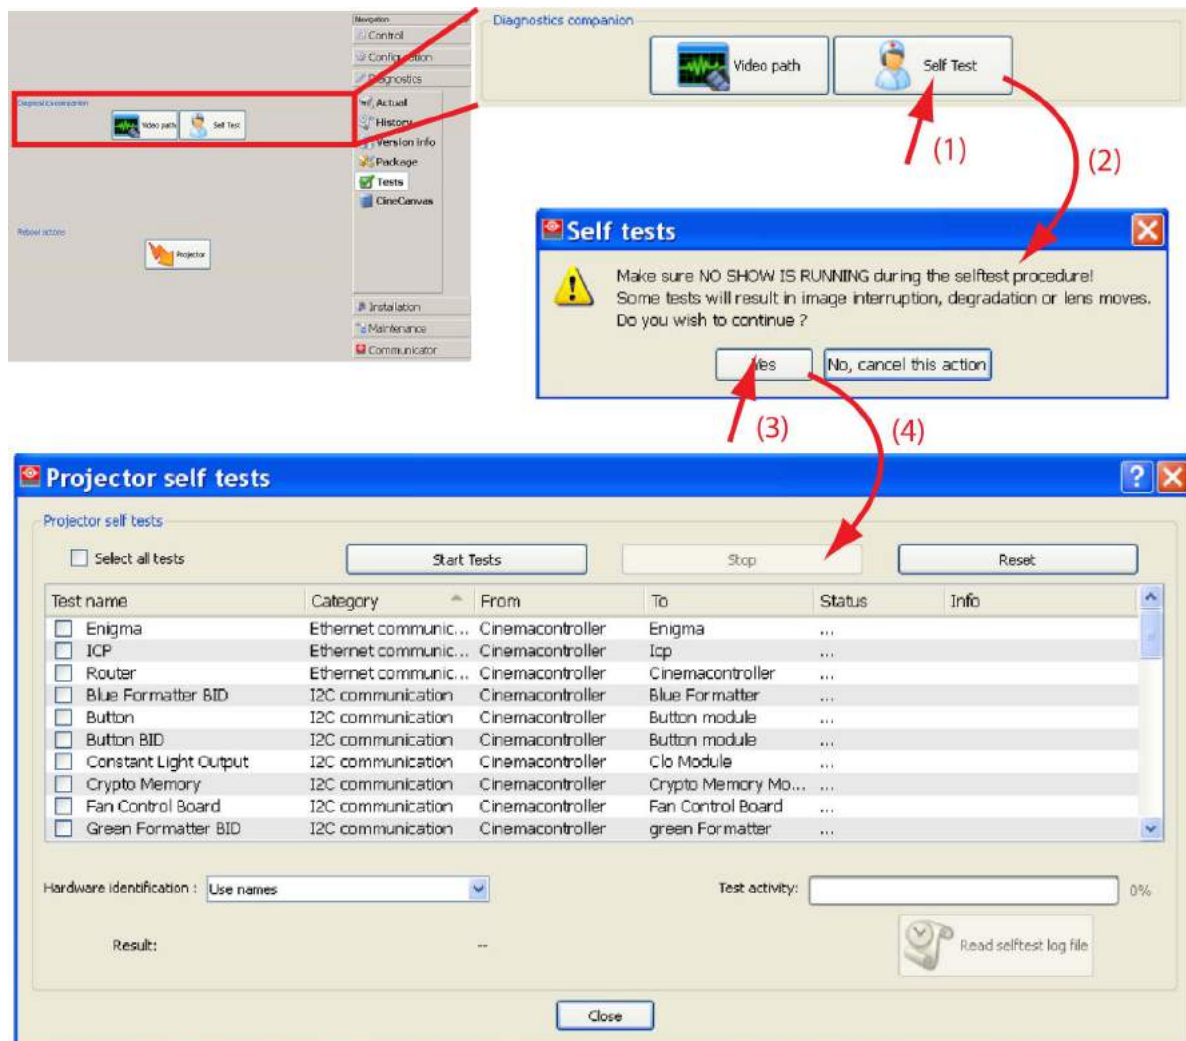 Navigation
Control
Configuration
Diagnostics
Diagnostics companion
Video path Self Test
Actual
History
Version info
Package
Tests
CineCanvas
Reboot actions
Projector
Installation
Maintenance
Communicator
Diagnostics companion
Video path Self Test
(1)
(2)
Self tests
Make sure NO SHOW IS RUNNING during the selftest procedure!
Some tests will result in image interruption, degradation or lens moves.
Do you wish to continue ?
Yes No, cancel this action
(3)
(4)
Projector self tests
Projector self tests
Select all tests Start Tests Stop Reset
Test name Category From To Status Info
Enigma Ethernet communic... Cinemacontroller Enigma ...
ICP Ethernet communic... Cinemacontroller Icp ...
Router Ethernet communic... Cinemacontroller Cinemacontroller ...
Blue Formatter BID I2C communication Cinemacontroller Blue Formatter ...
Button I2C communication Cinemacontroller Button module ...
Button BID I2C communication Cinemacontroller Button module ...
Constant Light Output I2C communication Cinemacontroller Clo Module ...
Crypto Memory I2C communication Cinemacontroller Crypto Memory Mo... ...
Fan Control Board I2C communication Cinemacontroller Fan Control Board ...
Green Formatter BID I2C communication Cinemacontroller green Formatter ...
Hardware identification : Use names Test activity: 0%
Result: -- Read selftest log file
Close